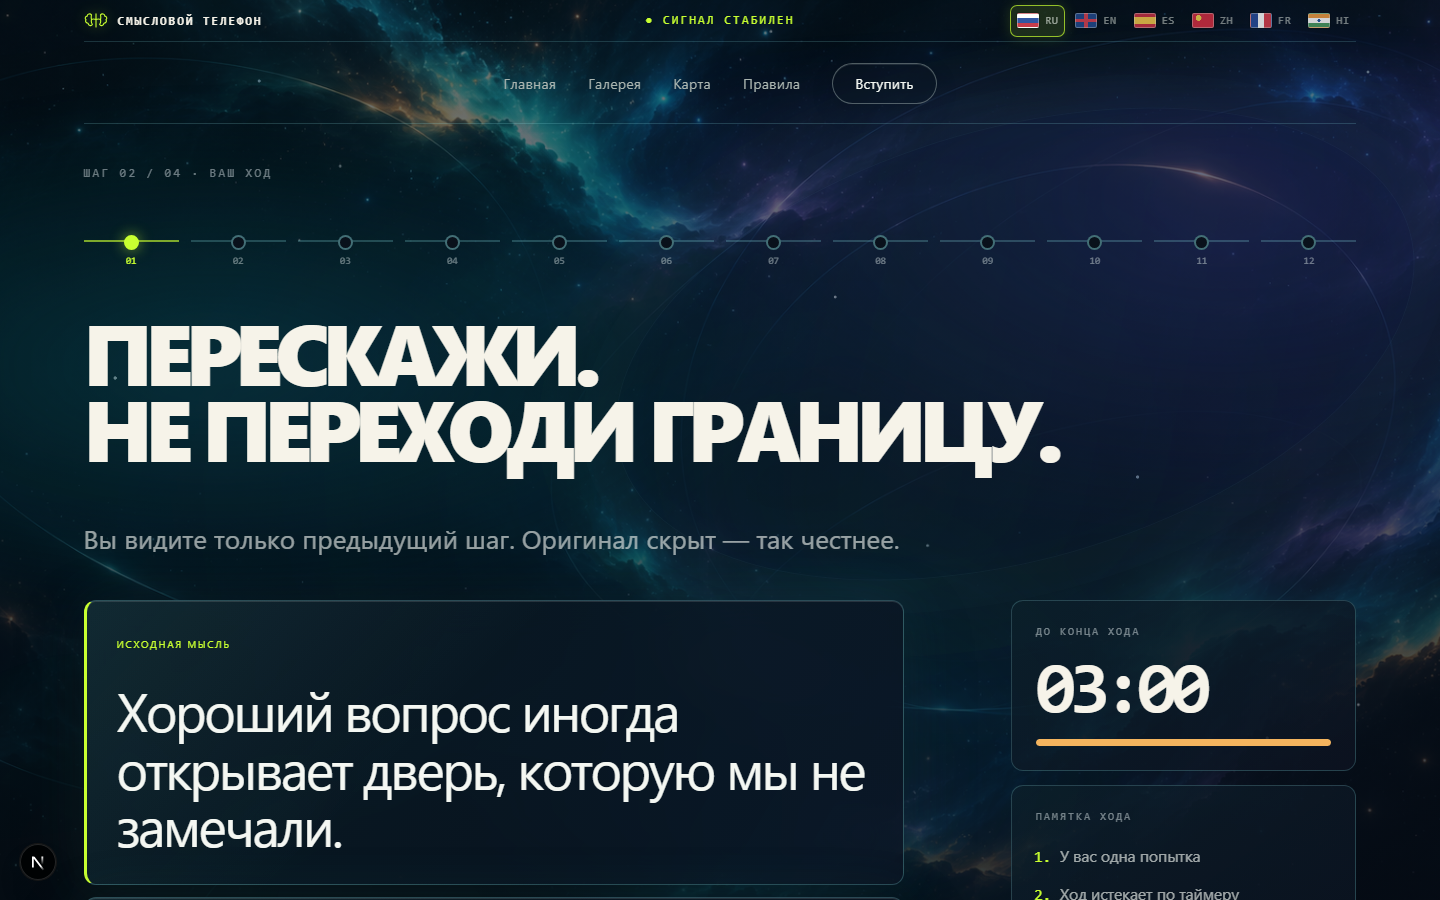 СМЫСЛОВОЙ ТЕЛЕФОН
СИГНАЛ СТАБИЛЕН
RU EN ES ZH FR HI
Главная Галерея Карта Правила Вступить
ШАГ 02 / 04 · ВАШ ХОД
01 02 03 04 05 06 07 08 09 10 11 12
ПЕРЕСКАЖИ.
НЕ ПЕРЕХОДИ ГРАНИЦУ.
Вы видите только предыдущий шаг. Оригинал скрыт — так честнее.
ИСХОДНАЯ МЫСЛЬ
Хороший вопрос иногда
открывает дверь, которую мы не
замечали.
ДО КОНЦА ХОДА
03:00
ПАМЯТКА ХОДА
1. У вас одна попытка
2. Ход истекает по таймеру
N